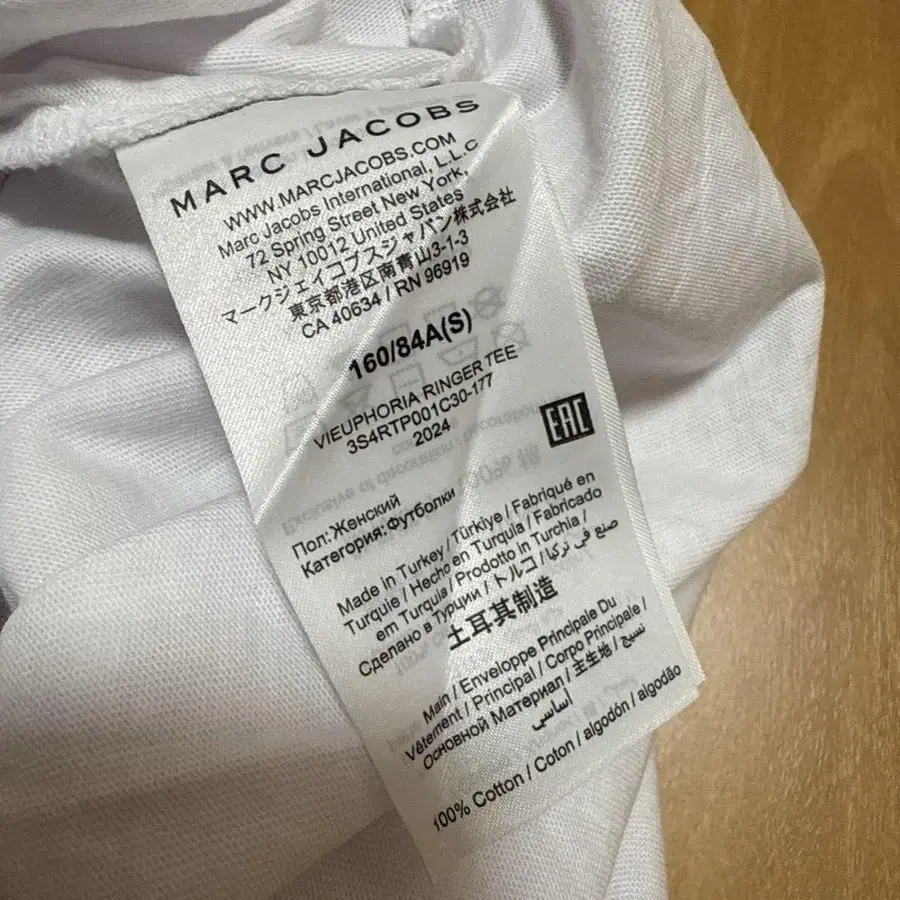 MARC JACOBS
WWW.MARCJACOBS.COM
Marc Jacobs International, L.L.C
72 Spring Street New York,
NY 10012 United States
マークジェイコブスジャパン株式会社
東京都港区南青山3-1-3
CA 40634 / RN 96919
160/84A(S)
VIEUPHORIA RINGER TEE
3S4RTP001C30-177
2024
EAC
Пол:Женский
Категория:Футболки
Made in Turkey / Türkiye / Fabriqué en
Turquie / Hecho en Turquía / Fabricado
em Turquia / Prodotto in Turchia /
Сделано в Турции / トルコ / صنع في تركيا
土耳其制造
Main / Enveloppe Principale Du
Vêtement / Principal / Corpo Principale /
Основной Материал / 主生地 / نسيج
أساسي
100% Cotton / Coton / algodón / algodão